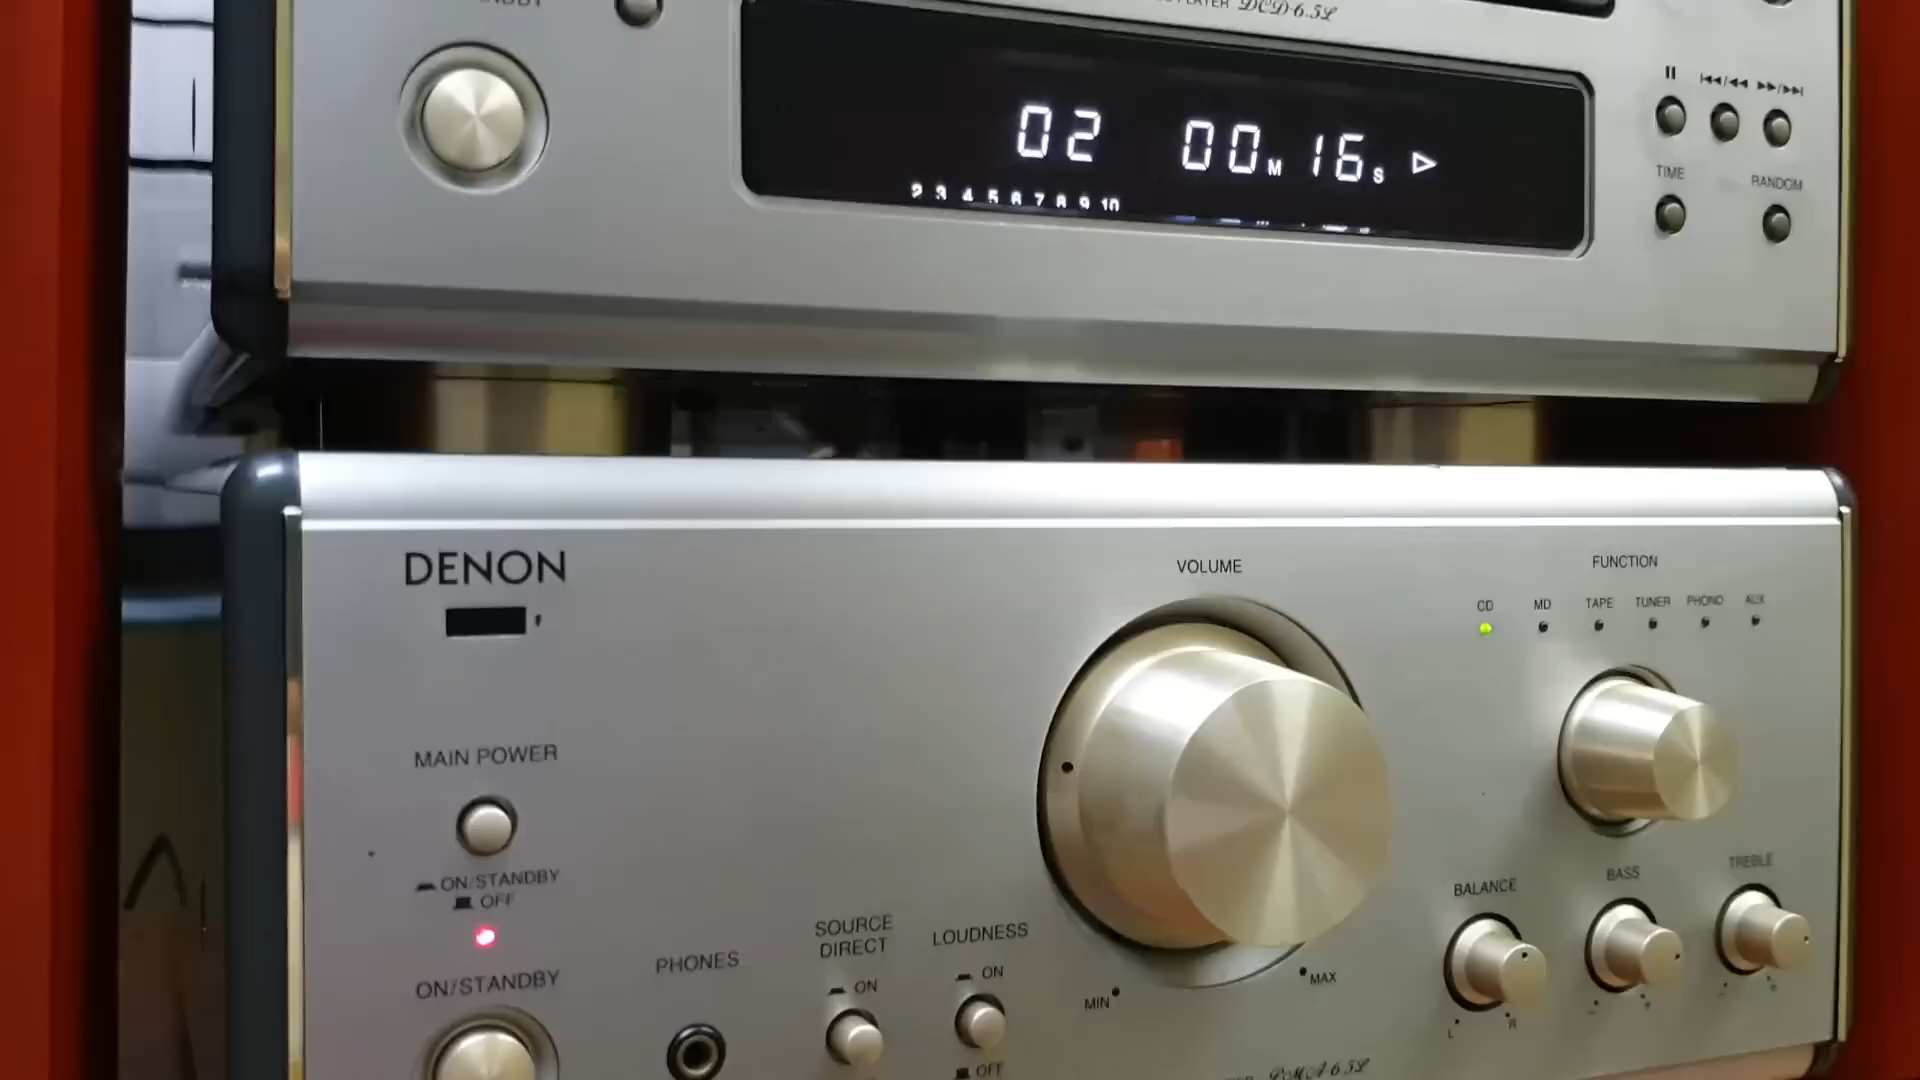 PLAYER DCD-6.5L
02 00M 16S
2 3 4 5 6 7 8 9 10
TIME
RANDOM
DENON
VOLUME
FUNCTION
CD MD TAPE TUNER PHONO AUX
MAIN POWER
ON/STANDBY
OFF
ON/STANDBY
PHONES
SOURCE
DIRECT
ON
LOUDNESS
ON
OFF
MIN
MAX
BALANCE
L R
BASS
- +
TREBLE
- +
PMA-6.5L